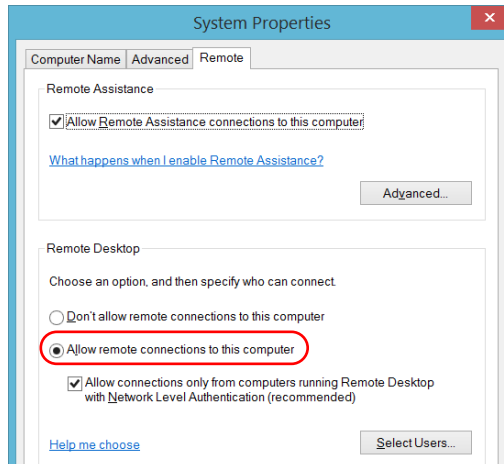 System Properties
Computer Name
Advanced
Remote
Remote Assistance
Allow Remote Assistance connections to this computer
What happens when I enable Remote Assistance?
Advanced...
Remote Desktop
Choose an option, and then specify who can connect.
Don't allow remote connections to this computer
Allow remote connections to this computer
Allow connections only from computers running Remote Desktop
with Network Level Authentication (recommended)
Help me choose
Select Users...